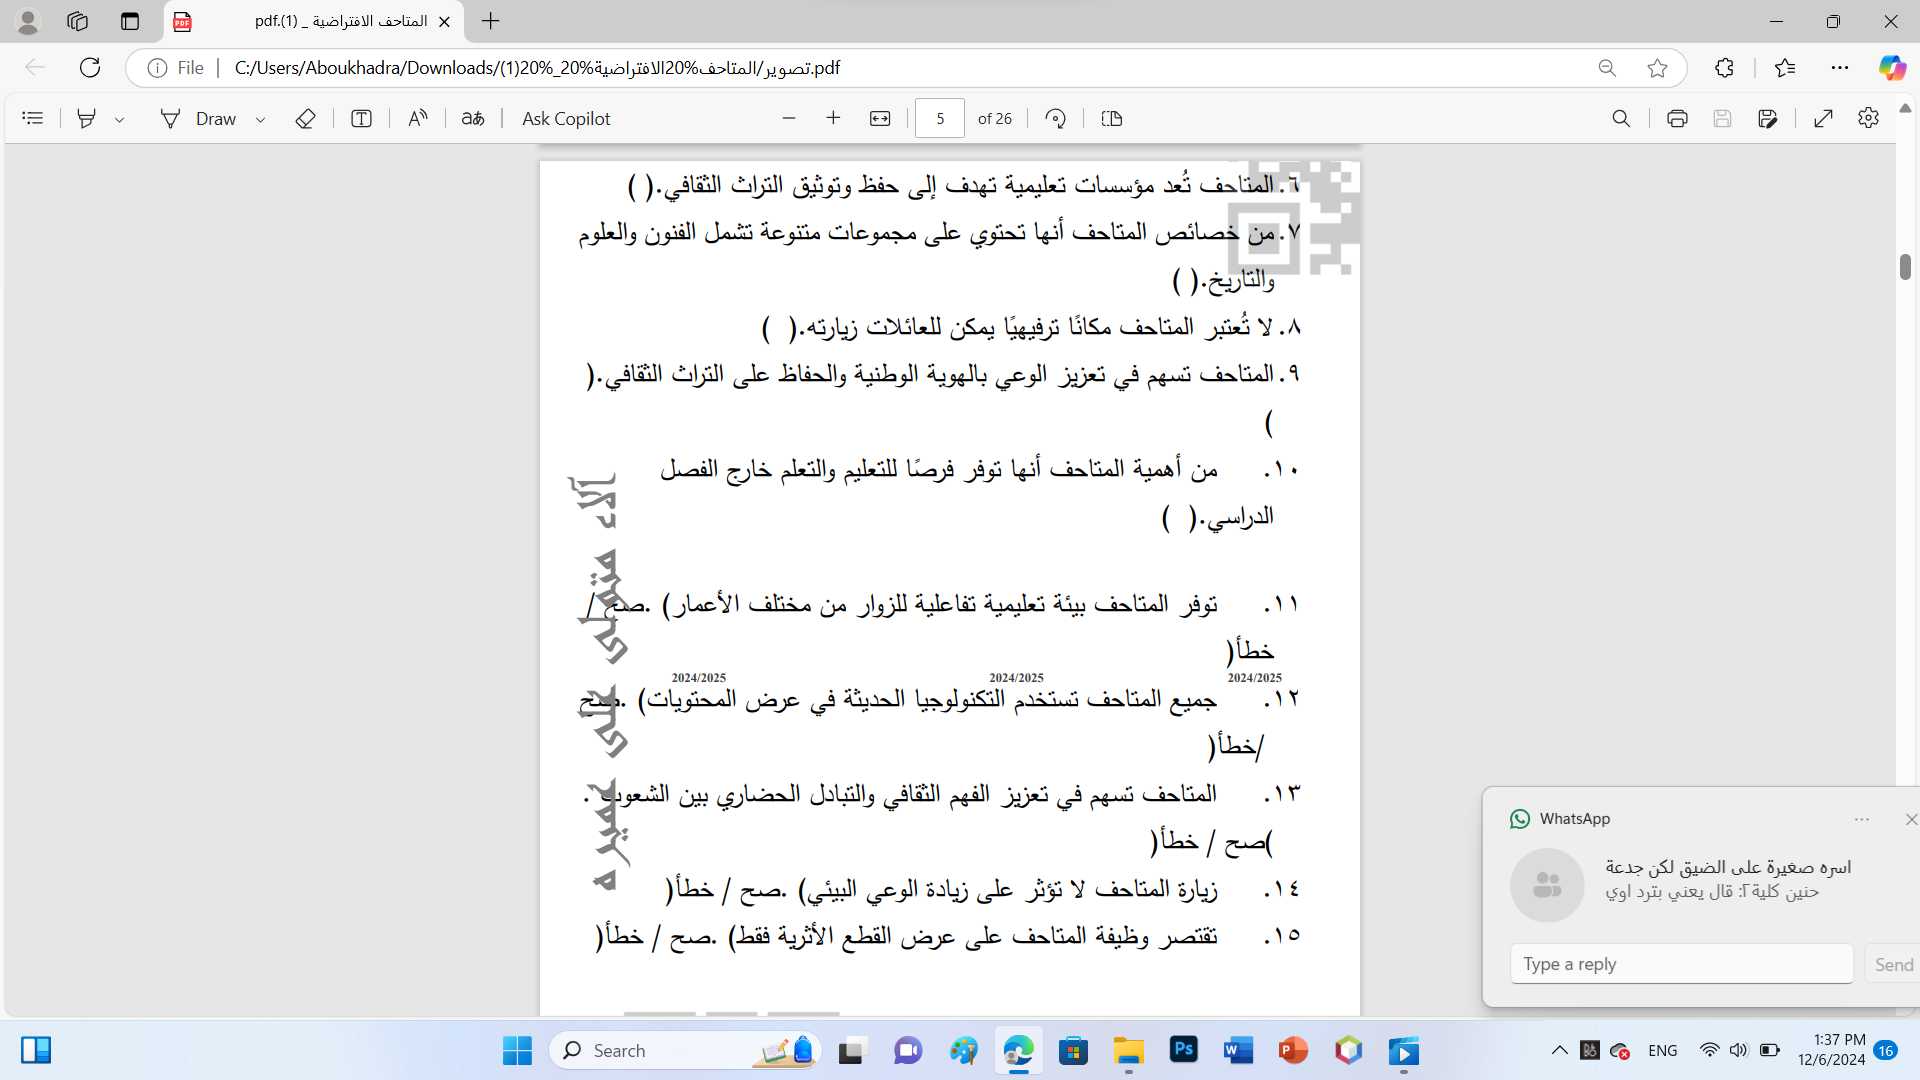 المتاحف الافتراضية _ (1).pdf
File
C:/Users/Aboukhadra/Downloads/تصوير/المتاحف%20الافتراضية%20_%20(1).pdf
Draw
Ask Copilot
5 of 26
٦. المتاحف تُعد مؤسسات تعليمية تهدف إلى حفظ وتوثيق التراث الثقافي.( )
٧. من خصائص المتاحف أنها تحتوي على مجموعات متنوعة تشمل الفنون والعلوم
والتاريخ.( )
٨. لا تُعتبر المتاحف مكانًا ترفيهيًا يمكن للعائلات زيارته.( )
٩. المتاحف تسهم في تعزيز الوعي بالهوية الوطنية والحفاظ على التراث الثقافي.(
)
١٠. من أهمية المتاحف أنها توفر فرصًا للتعليم والتعلم خارج الفصل
الدراسي.( )
١١. توفر المتاحف بيئة تعليمية تفاعلية للزوار من مختلف الأعمار) .صح /
خطأ(
2024/2025 2024/2025 2024/2025
١٢. جميع المتاحف تستخدم التكنولوجيا الحديثة في عرض المحتويات) .صح
/خطأ(
١٣. المتاحف تسهم في تعزيز الفهم الثقافي والتبادل الحضاري بين الشعوب .
)صح / خطأ(
١٤. زيارة المتاحف لا تؤثر على زيادة الوعي البيئي) .صح / خطأ(
١٥. تقتصر وظيفة المتاحف على عرض القطع الأثرية فقط) .صح / خطأ(
WhatsApp
اسره صغيرة على الضيق لكن جدعة
حنين كلية٢: قال يعني بترد اوي
Type a reply
Send
Search
ENG
1:37 PM
12/6/2024
16